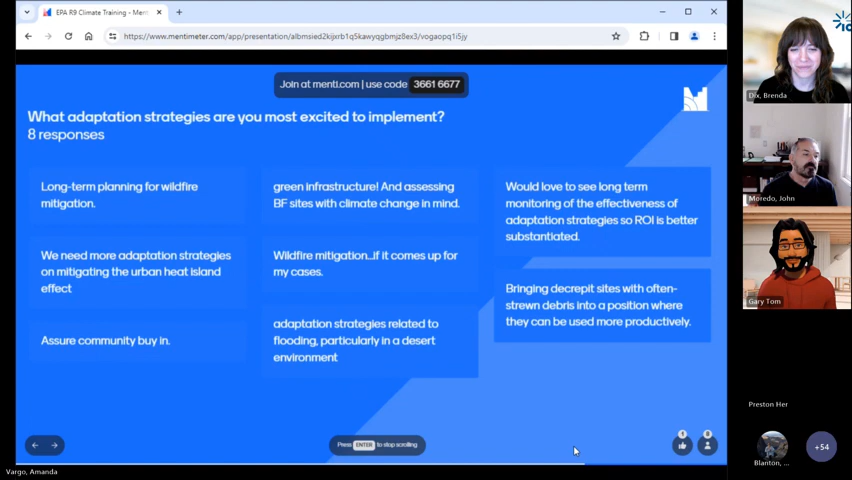 EPA R9 Climate Training - Men
https://www.mentimeter.com/app/presentation/albmsied2kijxrb1q5kawyqgbmjz8ex3/vogaopq1i5jy
Join at menti.com | use code 3661 6677
What adaptation strategies are you most excited to implement?
8 responses
Long-term planning for wildfire
mitigation.
We need more adaptation strategies
on mitigating the urban heat island
effect
Assure community buy in.
green infrastructure! And assessing
BF sites with climate change in mind.
Wildfire mitigation...if it comes up for
my cases.
adaptation strategies related to
flooding, particularly in a desert
environment
Would love to see long term
monitoring of the effectiveness of
adaptation strategies so ROI is better
substantiated.
Bringing decrepit sites with often-
strewn debris into a position where
they can be used more productively.
Press ENTER to stop scrolling
1
8
Vargo, Amanda
Dix, Brenda
Moredo, John
Gary Tom
Preston Her
Blanton, ...
+54